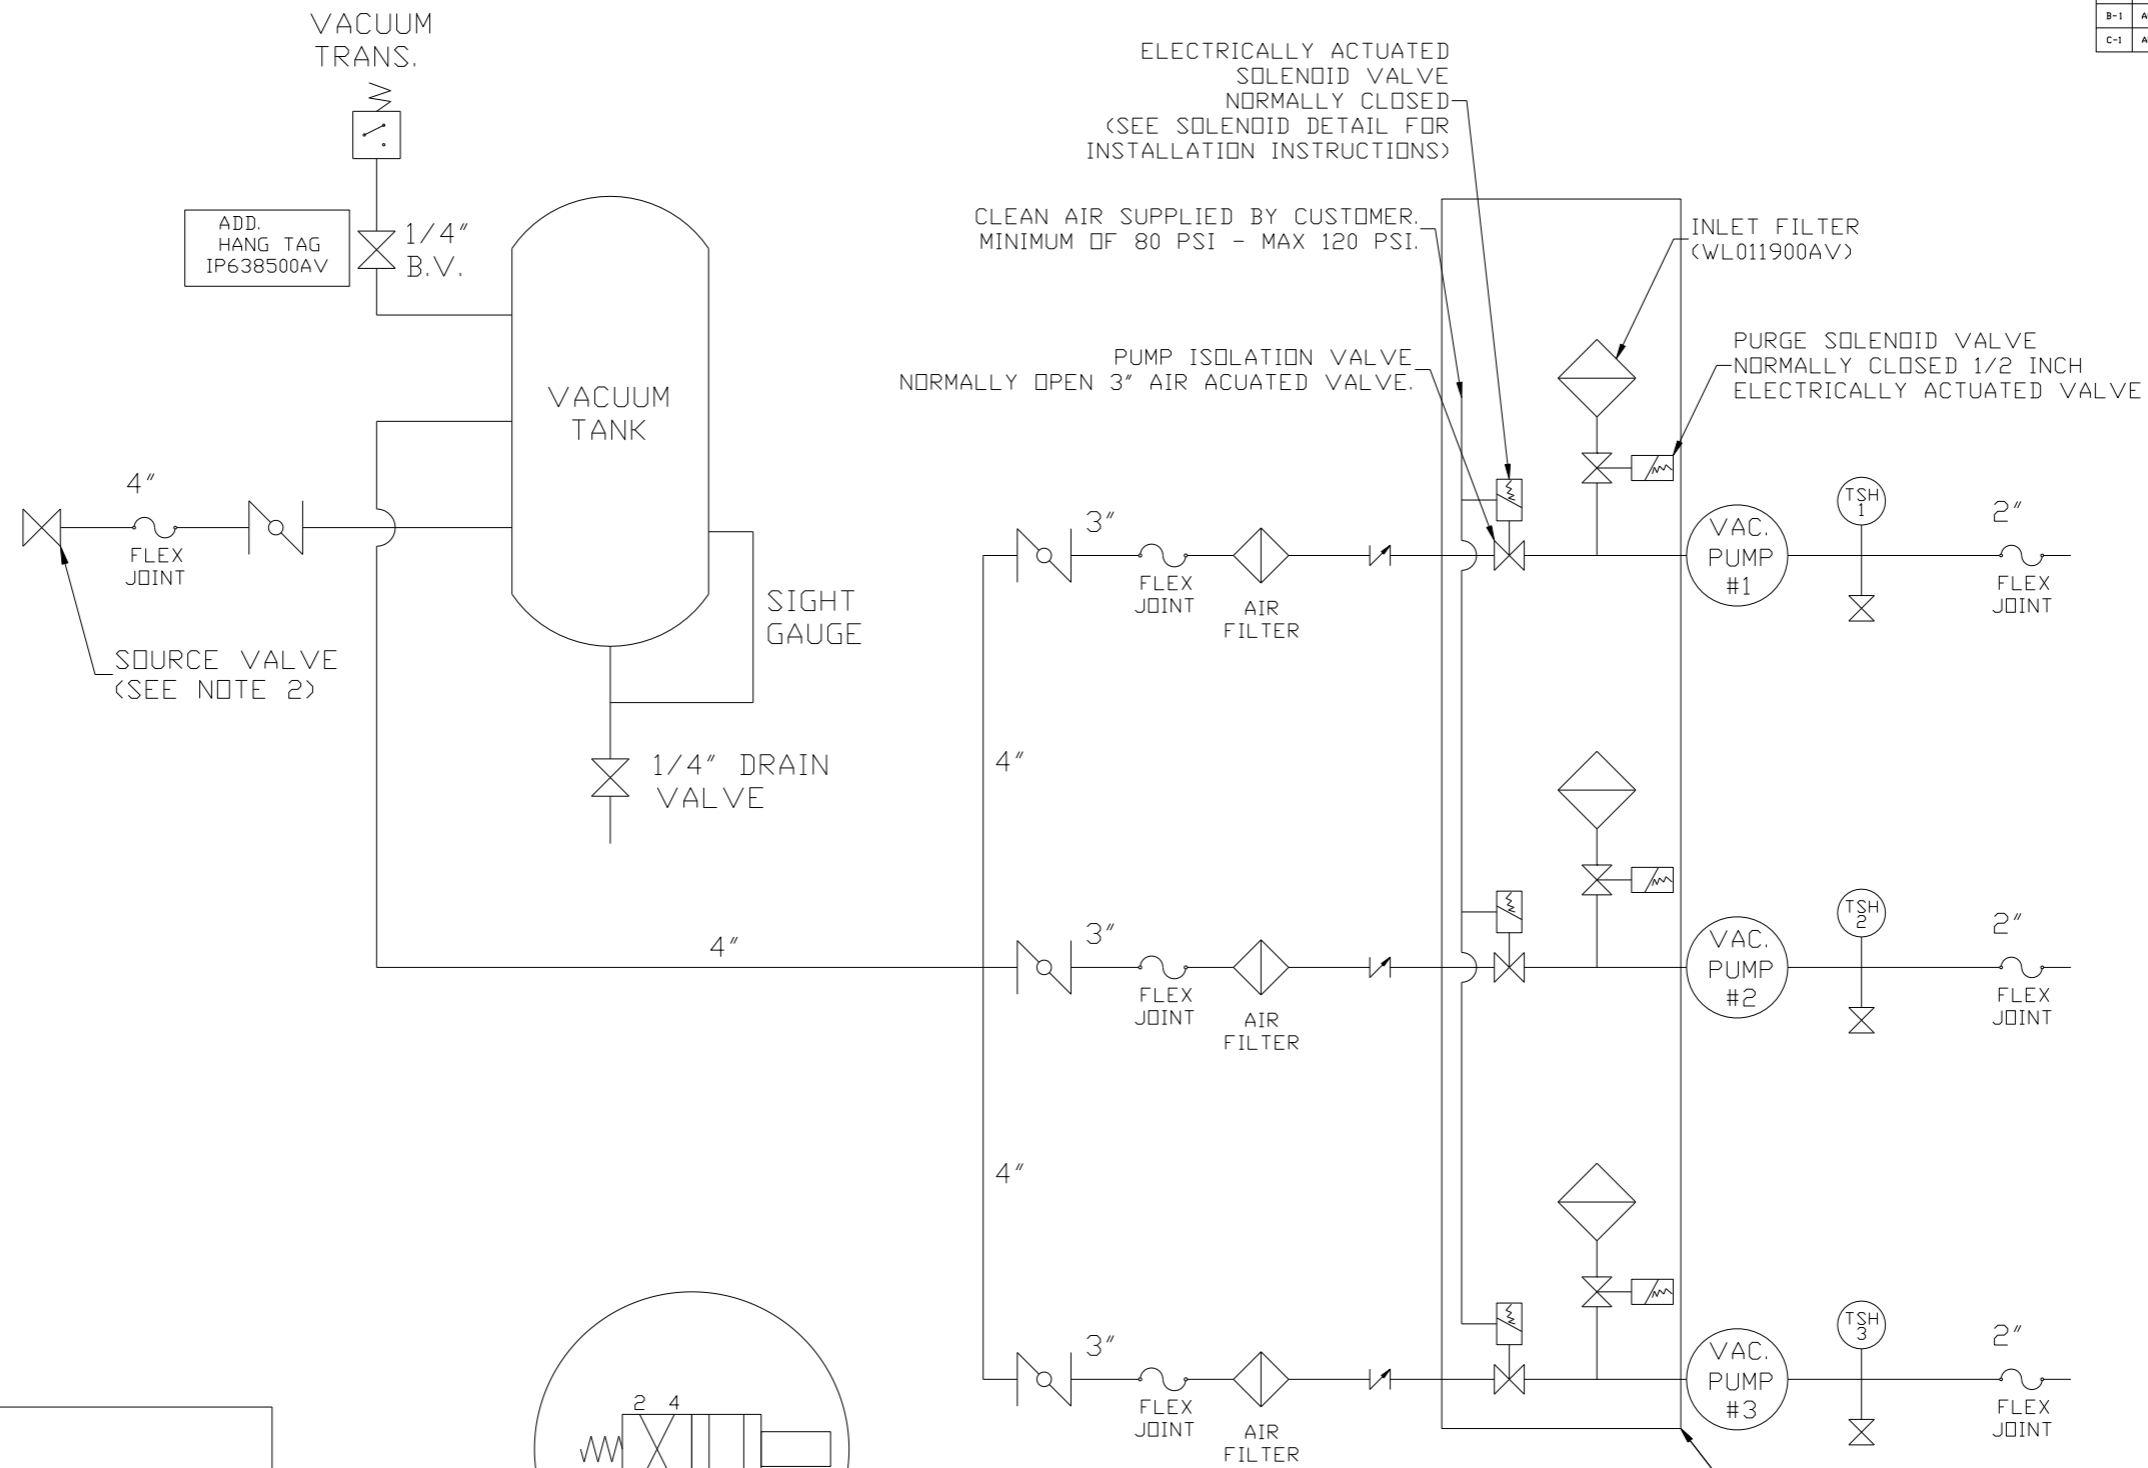 VACUUM
TRANS.
ADD.
HANG TAG
IP638500AV
1/4"
B.V.
VACUUM
TANK
4"
FLEX
JOINT
SOURCE VALVE
(SEE NOTE 2)
SIGHT
GAUGE
1/4" DRAIN
VALVE
4"
ELECTRICALLY ACTUATED
SOLENOID VALVE
NORMALLY CLOSED
(SEE SOLENOID DETAIL FOR
INSTALLATION INSTRUCTIONS)
CLEAN AIR SUPPLIED BY CUSTOMER.
MINIMUM OF 80 PSI - MAX 120 PSI.
PUMP ISOLATION VALVE
NORMALLY OPEN 3" AIR ACUATED VALVE.
INLET FILTER
(WL011900AV)
PURGE SOLENOID VALVE
NORMALLY CLOSED 1/2 INCH
ELECTRICALLY ACTUATED VALVE
B-1 A
C-1 A
3"
FLEX
JOINT
AIR
FILTER
VAC.
PUMP
#1
TSH
1
2"
FLEX
JOINT
4"
3"
FLEX
JOINT
AIR
FILTER
VAC.
PUMP
#2
TSH
2
2"
FLEX
JOINT
4"
3"
FLEX
JOINT
AIR
FILTER
VAC.
PUMP
#3
TSH
3
2"
FLEX
JOINT
2 4